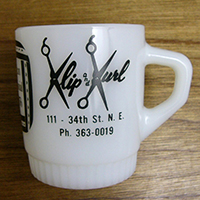 Klip n' Kurl
111 - 34th St. N. E.
Ph. 363-0019